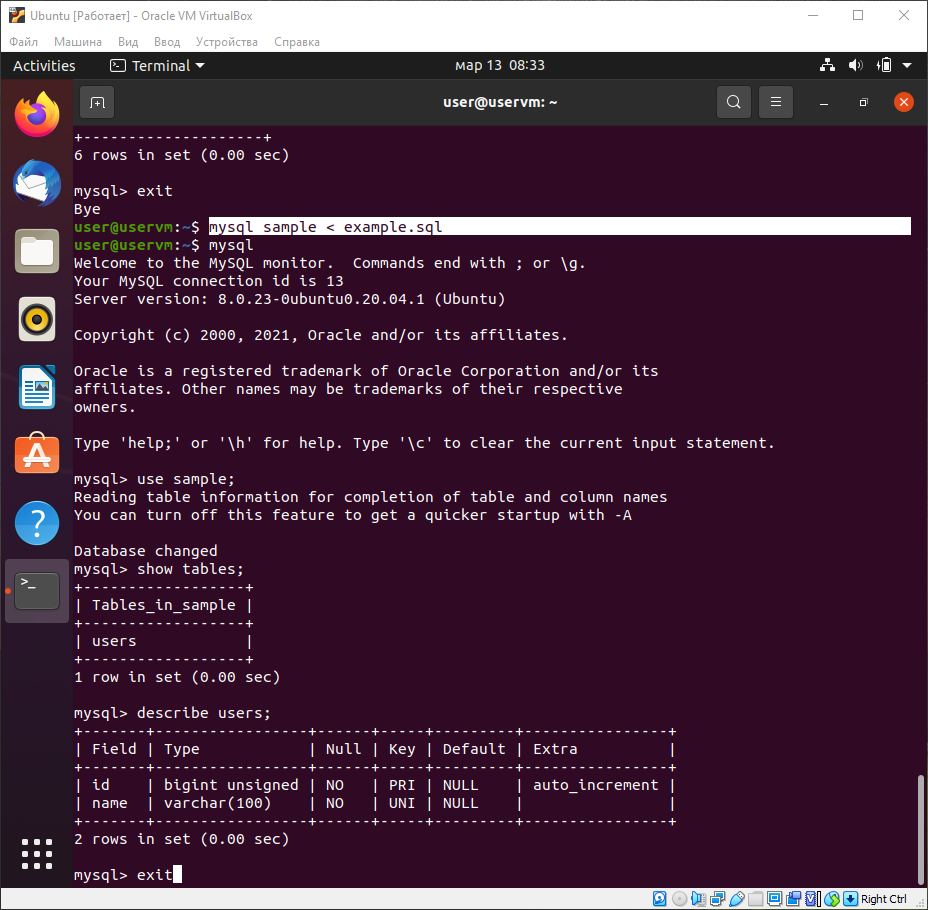 Ubuntu [Работает] - Oracle VM VirtualBox
Файл Машина Вид Ввод Устройства Справка
Activities Terminal мар 13 08:33
user@uservm: ~
+--------------------+
6 rows in set (0.00 sec)
mysql> exit
Bye
user@uservm:~$ mysql sample < example.sql
user@uservm:~$ mysql
Welcome to the MySQL monitor.  Commands end with ; or \g.
Your MySQL connection id is 13
Server version: 8.0.23-0ubuntu0.20.04.1 (Ubuntu)
Copyright (c) 2000, 2021, Oracle and/or its affiliates.
Oracle is a registered trademark of Oracle Corporation and/or its
affiliates. Other names may be trademarks of their respective
owners.
Type 'help;' or '\h' for help. Type '\c' to clear the current input statement.
mysql> use sample;
Reading table information for completion of table and column names
You can turn off this feature to get a quicker startup with -A
Database changed
mysql> show tables;
+------------------+
| Tables_in_sample |
+------------------+
| users            |
+------------------+
1 row in set (0.00 sec)
mysql> describe users;
+-------+-----------------+------+-----+---------+----------------+
| Field | Type            | Null | Key | Default | Extra          |
+-------+-----------------+------+-----+---------+----------------+
| id    | bigint unsigned | NO   | PRI | NULL    | auto_increment |
| name  | varchar(100)    | NO   | UNI | NULL    |                |
+-------+-----------------+------+-----+---------+----------------+
2 rows in set (0.00 sec)
mysql> exit
Right Ctrl